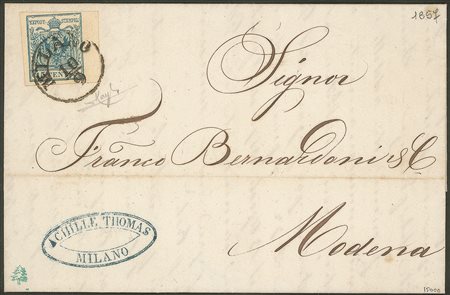 1857
MILANO
Signor
Franco Bernardoni & C.
Modena
ACHILLE THOMAS
MILANO
15000